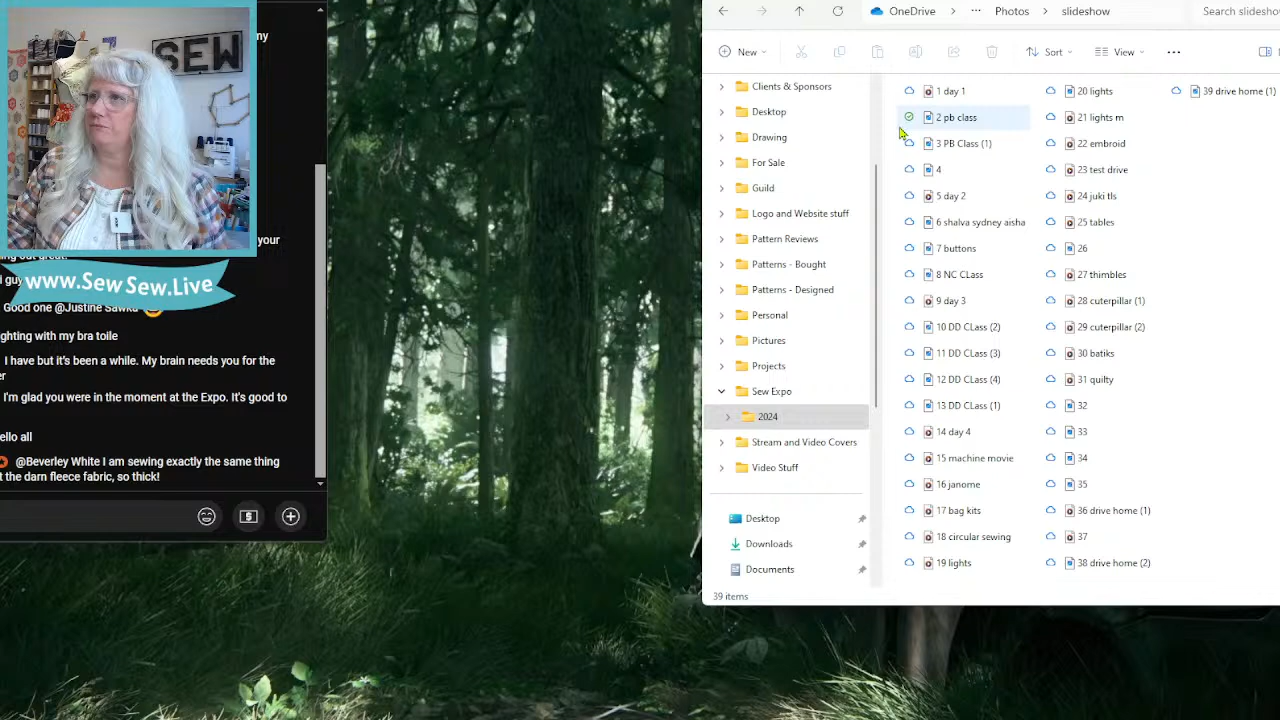 SEW
ny
your
ng out great!
i guy
Good one @Justine Sawka
ghting with my bra toile
I have but it's been a while. My brain needs you for the
er
I'm glad you were in the moment at the Expo. It's good to
ello all
@Beverley White I am sewing exactly the same thing
t the darn fleece fabric, so thick!
www.SewSew.Live
OneDrive
Photos
slideshow
Search slidesho
New
Sort
View
Clients & Sponsors
Desktop
Drawing
For Sale
Guild
Logo and Website stuff
Pattern Reviews
Patterns - Bought
Patterns - Designed
Personal
Pictures
Projects
Sew Expo
2024
Stream and Video Covers
Video Stuff
Desktop
Downloads
Documents
1 day 1
2 pb class
3 PB Class (1)
4
5 day 2
6 shalva sydney aisha
7 buttons
8 NC CLass
9 day 3
10 DD CLass (2)
11 DD CLass (3)
12 DD CLass (4)
13 DD CLass (1)
14 day 4
15 machine movie
16 janome
17 bag kits
18 circular sewing
19 lights
20 lights
21 lights m
22 embroid
23 test drive
24 juki tls
25 tables
26
27 thimbles
28 cuterpillar (1)
29 cuterpillar (2)
30 batiks
31 quilty
32
33
34
35
36 drive home (1)
37
38 drive home (2)
39 drive home (1)
39 items